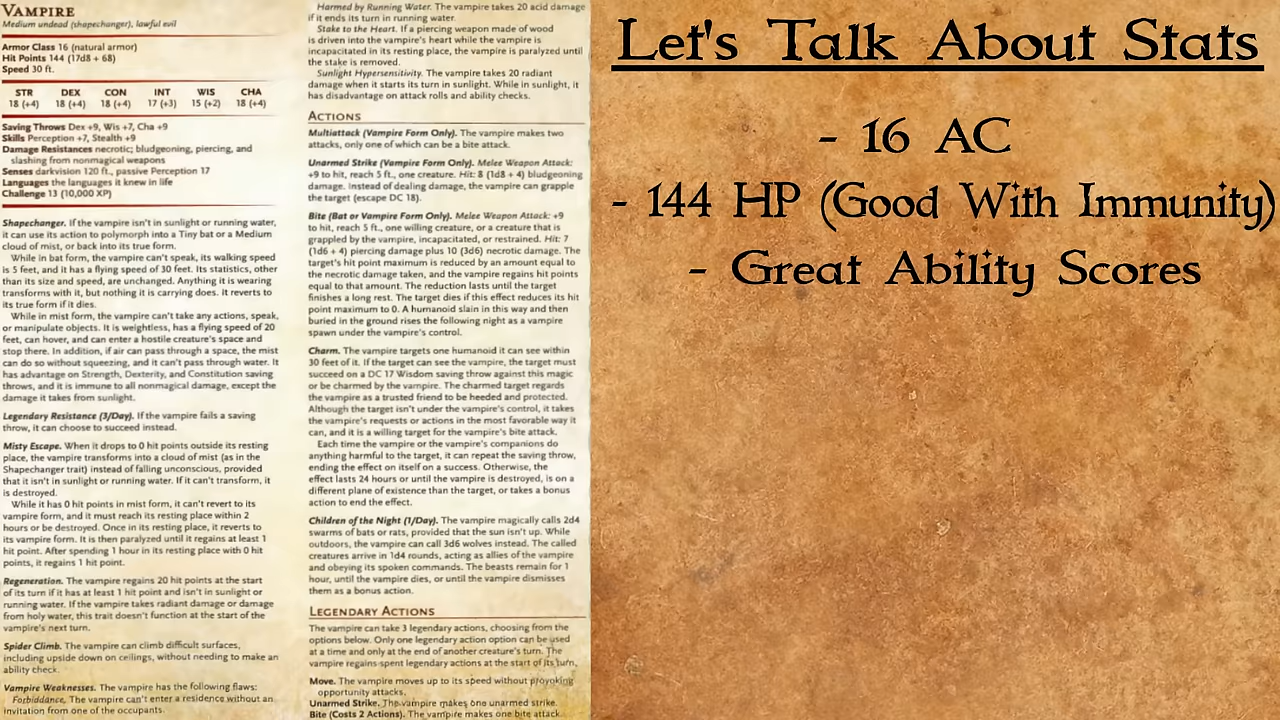 VAMPIRE
Medium undead (shapechanger), lawful evil
Armor Class 16 (natural armor)
Hit Points 144 (17d8 + 68)
Speed 30 ft.
STR DEX CON INT WIS CHA
18 (+4) 18 (+4) 18 (+4) 17 (+3) 15 (+2) 18 (+4)
Saving Throws Dex +9, Wis +7, Cha +9
Skills Perception +7, Stealth +9
Damage Resistances necrotic; bludgeoning, piercing, and
slashing from nonmagical weapons
Senses darkvision 120 ft., passive Perception 17
Languages the languages it knew in life
Challenge 13 (10,000 XP)
Shapechanger. If the vampire isn't in sunlight or running water,
it can use its action to polymorph into a Tiny bat or a Medium
cloud of mist, or back into its true form.
While in bat form, the vampire can't speak, its walking speed
is 5 feet, and it has a flying speed of 30 feet. Its statistics, other
than its size and speed, are unchanged. Anything it is wearing
transforms with it, but nothing it is carrying does. It reverts to
its true form if it dies.
While in mist form, the vampire can't take any actions, speak,
or manipulate objects. It is weightless, has a flying speed of 20
feet, can hover, and can enter a hostile creature's space and
stop there. In addition, if air can pass through a space, the mist
can do so without squeezing, and it can't pass through water. It
has advantage on Strength, Dexterity, and Constitution saving
throws, and it is immune to all nonmagical damage, except the
damage it takes from sunlight.
Legendary Resistance (3/Day). If the vampire fails a saving
throw, it can choose to succeed instead.
Misty Escape. When it drops to 0 hit points outside its resting
place, the vampire transforms into a cloud of mist (as in the
Shapechanger trait) instead of falling unconscious, provided
that it isn't in sunlight or running water. If it can't transform, it
is destroyed.
While it has 0 hit points in mist form, it can't revert to its
vampire form, and it must reach its resting place within 2
hours or be destroyed. Once in its resting place, it reverts to
its vampire form. It is then paralyzed until it regains at least 1
hit point. After spending 1 hour in its resting place with 0 hit
points, it regains 1 hit point.
Regeneration. The vampire regains 20 hit points at the start
of its turn if it has at least 1 hit point and isn't in sunlight or
running water. If the vampire takes radiant damage or damage
from holy water, this trait doesn't function at the start of the
vampire's next turn.
Spider Climb. The vampire can climb difficult surfaces,
including upside down on ceilings, without needing to make an
ability check.
Vampire Weaknesses. The vampire has the following flaws:
Forbiddance. The vampire can't enter a residence without an
invitation from one of the occupants.
Harmed by Running Water. The vampire takes 20 acid damage
if it ends its turn in running water.
Stake to the Heart. If a piercing weapon made of wood
is driven into the vampire's heart while the vampire is
incapacitated in its resting place, the vampire is paralyzed until
the stake is removed.
Sunlight Hypersensitivity. The vampire takes 20 radiant
damage when it starts its turn in sunlight. While in sunlight, it
has disadvantage on attack rolls and ability checks.
ACTIONS
Multiattack (Vampire Form Only). The vampire makes two
attacks, only one of which can be a bite attack.
Unarmed Strike (Vampire Form Only). Melee Weapon Attack:
+9 to hit, reach 5 ft., one creature. Hit: 8 (1d8 + 4) bludgeoning
damage. Instead of dealing damage, the vampire can grapple
the target (escape DC 18).
Bite (Bat or Vampire Form Only). Melee Weapon Attack: +9
to hit, reach 5 ft., one willing creature, or a creature that is
grappled by the vampire, incapacitated, or restrained. Hit: 7
(1d6 + 4) piercing damage plus 10 (3d6) necrotic damage. The
target's hit point maximum is reduced by an amount equal to
the necrotic damage taken, and the vampire regains hit points
equal to that amount. The reduction lasts until the target
finishes a long rest. The target dies if this effect reduces its hit
point maximum to 0. A humanoid slain in this way and then
buried in the ground rises the following night as a vampire
spawn under the vampire's control.
Charm. The vampire targets one humanoid it can see within
30 feet of it. If the target can see the vampire, the target must
succeed on a DC 17 Wisdom saving throw against this magic
or be charmed by the vampire. The charmed target regards
the vampire as a trusted friend to be heeded and protected.
Although the target isn't under the vampire's control, it takes
the vampire's requests or actions in the most favorable way it
can, and it is a willing target for the vampire's bite attack.
Each time the vampire or the vampire's companions do
anything harmful to the target, it can repeat the saving throw,
ending the effect on itself on a success. Otherwise, the
effect lasts 24 hours or until the vampire is destroyed, is on a
different plane of existence than the target, or takes a bonus
action to end the effect.
Children of the Night (1/Day). The vampire magically calls 2d4
swarms of bats or rats, provided that the sun isn't up. While
outdoors, the vampire can call 3d6 wolves instead. The called
creatures arrive in 1d4 rounds, acting as allies of the vampire
and obeying its spoken commands. The beasts remain for 1
hour, until the vampire dies, or until the vampire dismisses
them as a bonus action.
LEGENDARY ACTIONS
The vampire can take 3 legendary actions, choosing from the
options below. Only one legendary action option can be used
at a time and only at the end of another creature's turn. The
vampire regains spent legendary actions at the start of its turn,
Move. The vampire moves up to its speed without provoking
opportunity attacks.
Unarmed Strike. The vampire makes one unarmed strike.
Bite (Costs 2 Actions). The vampire makes one bite attack.
Let's Talk About Stats
- 16 AC
- 144 HP (Good With Immunity)
- Great Ability Scores